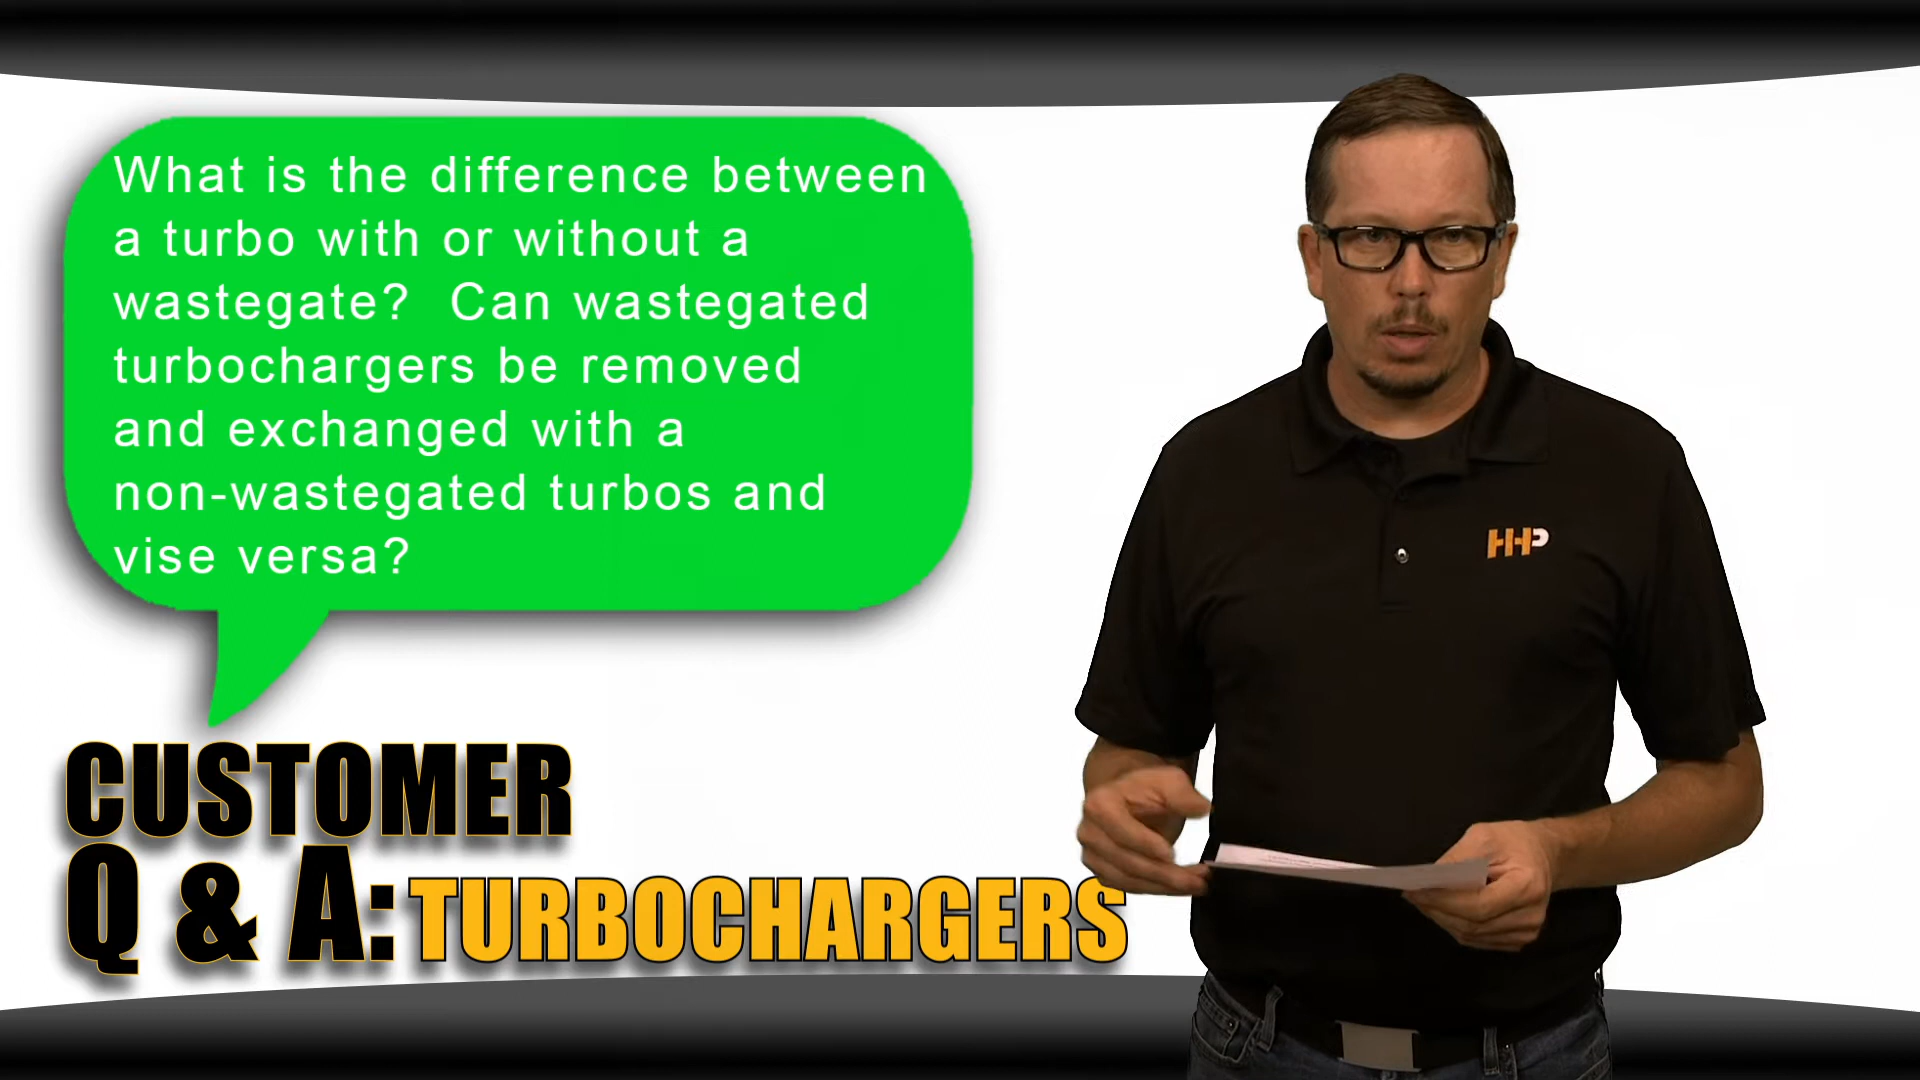 What is the difference between
a turbo with or without a
wastegate?  Can wastegated
turbochargers be removed
and exchanged with a
non-wastegated turbos and
vise versa?
HHP
CUSTOMER
Q & A: TURBOCHARGERS